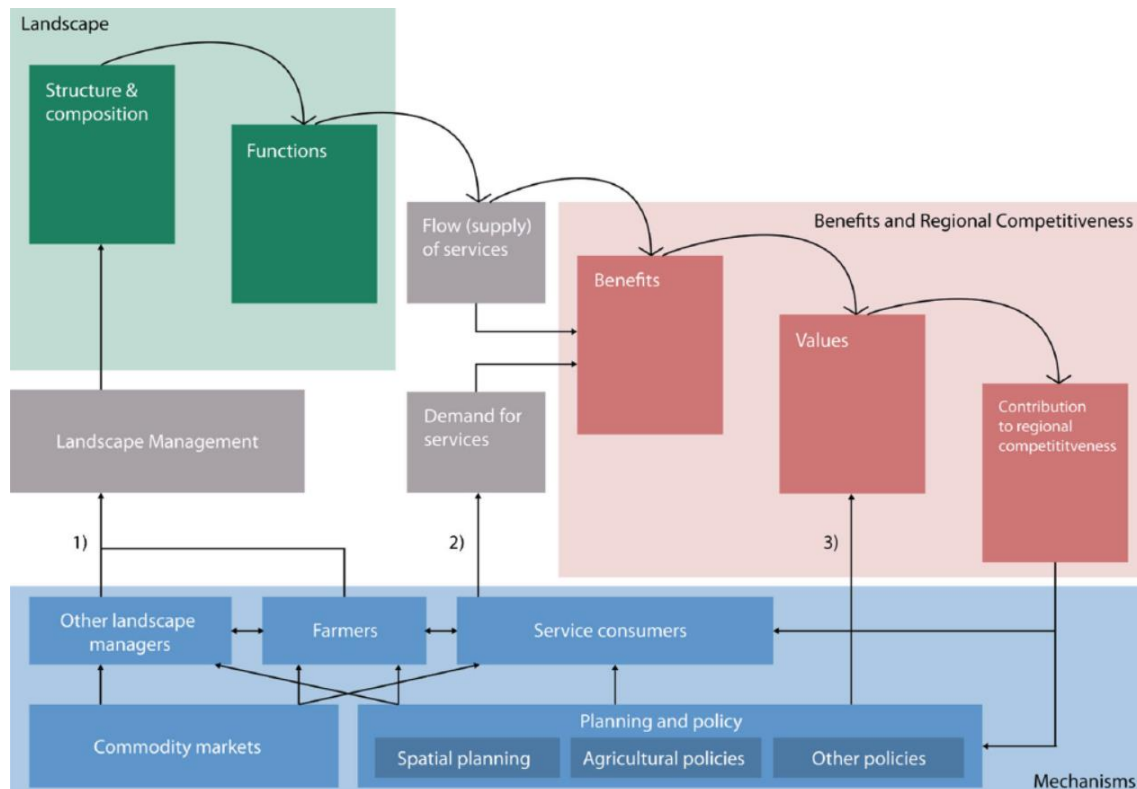 Landscape
Structure &
composition
Functions
Flow (supply)
of services
Benefits and Regional Competitiveness
Benefits
Values
Contribution
to regional
competititveness
Landscape Management
Demand for
services
1)
2)
3)
Other landscape
managers
Farmers
Service consumers
Commodity markets
Planning and policy
Spatial planning
Agricultural policies
Other policies
Mechanisms